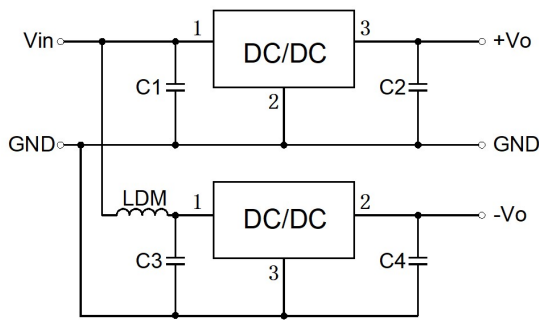 Vin 1 DC/DC 3 +Vo
C1 2 C2
GND GND
LDM 1 DC/DC 2 -Vo
C3 3 C4